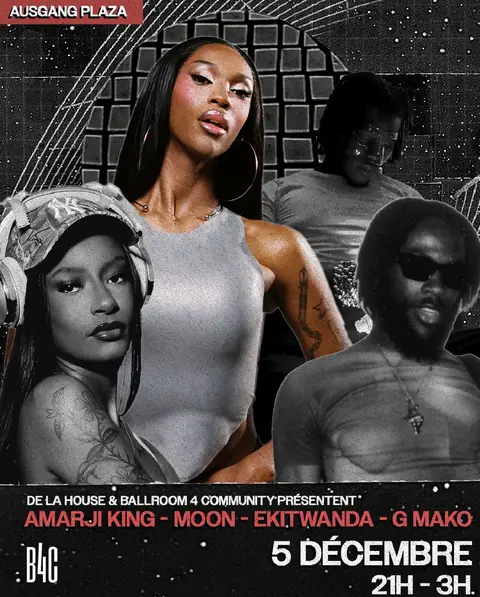 AUSGANG PLAZA
NY
DE LA HOUSE & BALLROOM 4 COMMUNITY PRÉSENTENT
AMARJI KING - MOON - EKITWANDA - G MAKO
5 DÉCEMBRE
B4C
21H - 3H.